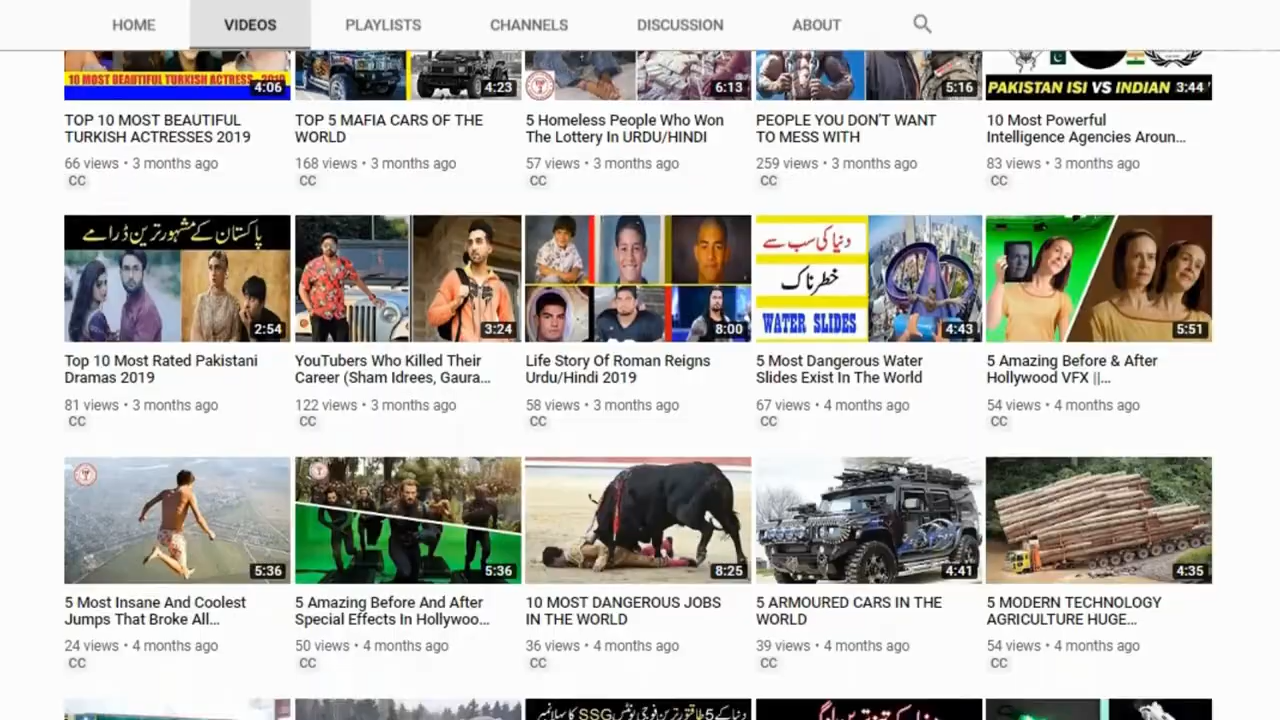 HOME
VIDEOS
PLAYLISTS
CHANNELS
DISCUSSION
ABOUT
10 MOST BEAUTIFUL TURKISH ACTRESS 2019
4:06
4:23
6:13
5:16
PAKISTAN ISI VS INDIAN
3:44
TOP 10 MOST BEAUTIFUL
TURKISH ACTRESSES 2019
66 views • 3 months ago
CC
TOP 5 MAFIA CARS OF THE
WORLD
168 views • 3 months ago
CC
5 Homeless People Who Won
The Lottery In URDU/HINDI
57 views • 3 months ago
CC
PEOPLE YOU DON'T WANT
TO MESS WITH
259 views • 3 months ago
CC
10 Most Powerful
Intelligence Agencies Aroun...
83 views • 3 months ago
CC
پاکستان کے مشہور ترین ڈرامے
2:54
3:24
8:00
دنیا کی سب سے
خطرناک
WATER SLIDES
4:43
5:51
Top 10 Most Rated Pakistani
Dramas 2019
81 views • 3 months ago
CC
YouTubers Who Killed Their
Career (Sham Idrees, Gaura...
122 views • 3 months ago
CC
Life Story Of Roman Reigns
Urdu/Hindi 2019
58 views • 3 months ago
CC
5 Most Dangerous Water
Slides Exist In The World
67 views • 4 months ago
CC
5 Amazing Before & After
Hollywood VFX ||...
54 views • 4 months ago
CC
5:36
5:36
8:25
4:41
4:35
5 Most Insane And Coolest
Jumps That Broke All...
24 views • 4 months ago
CC
5 Amazing Before And After
Special Effects In Hollywoo...
50 views • 4 months ago
CC
10 MOST DANGEROUS JOBS
IN THE WORLD
36 views • 4 months ago
CC
5 ARMOURED CARS IN THE
WORLD
39 views • 4 months ago
CC
5 MODERN TECHNOLOGY
AGRICULTURE HUGE...
54 views • 4 months ago
CC
دنیا کے 5 طاقتور ترین فوجی یونٹس SSG کا پہلا نمبر